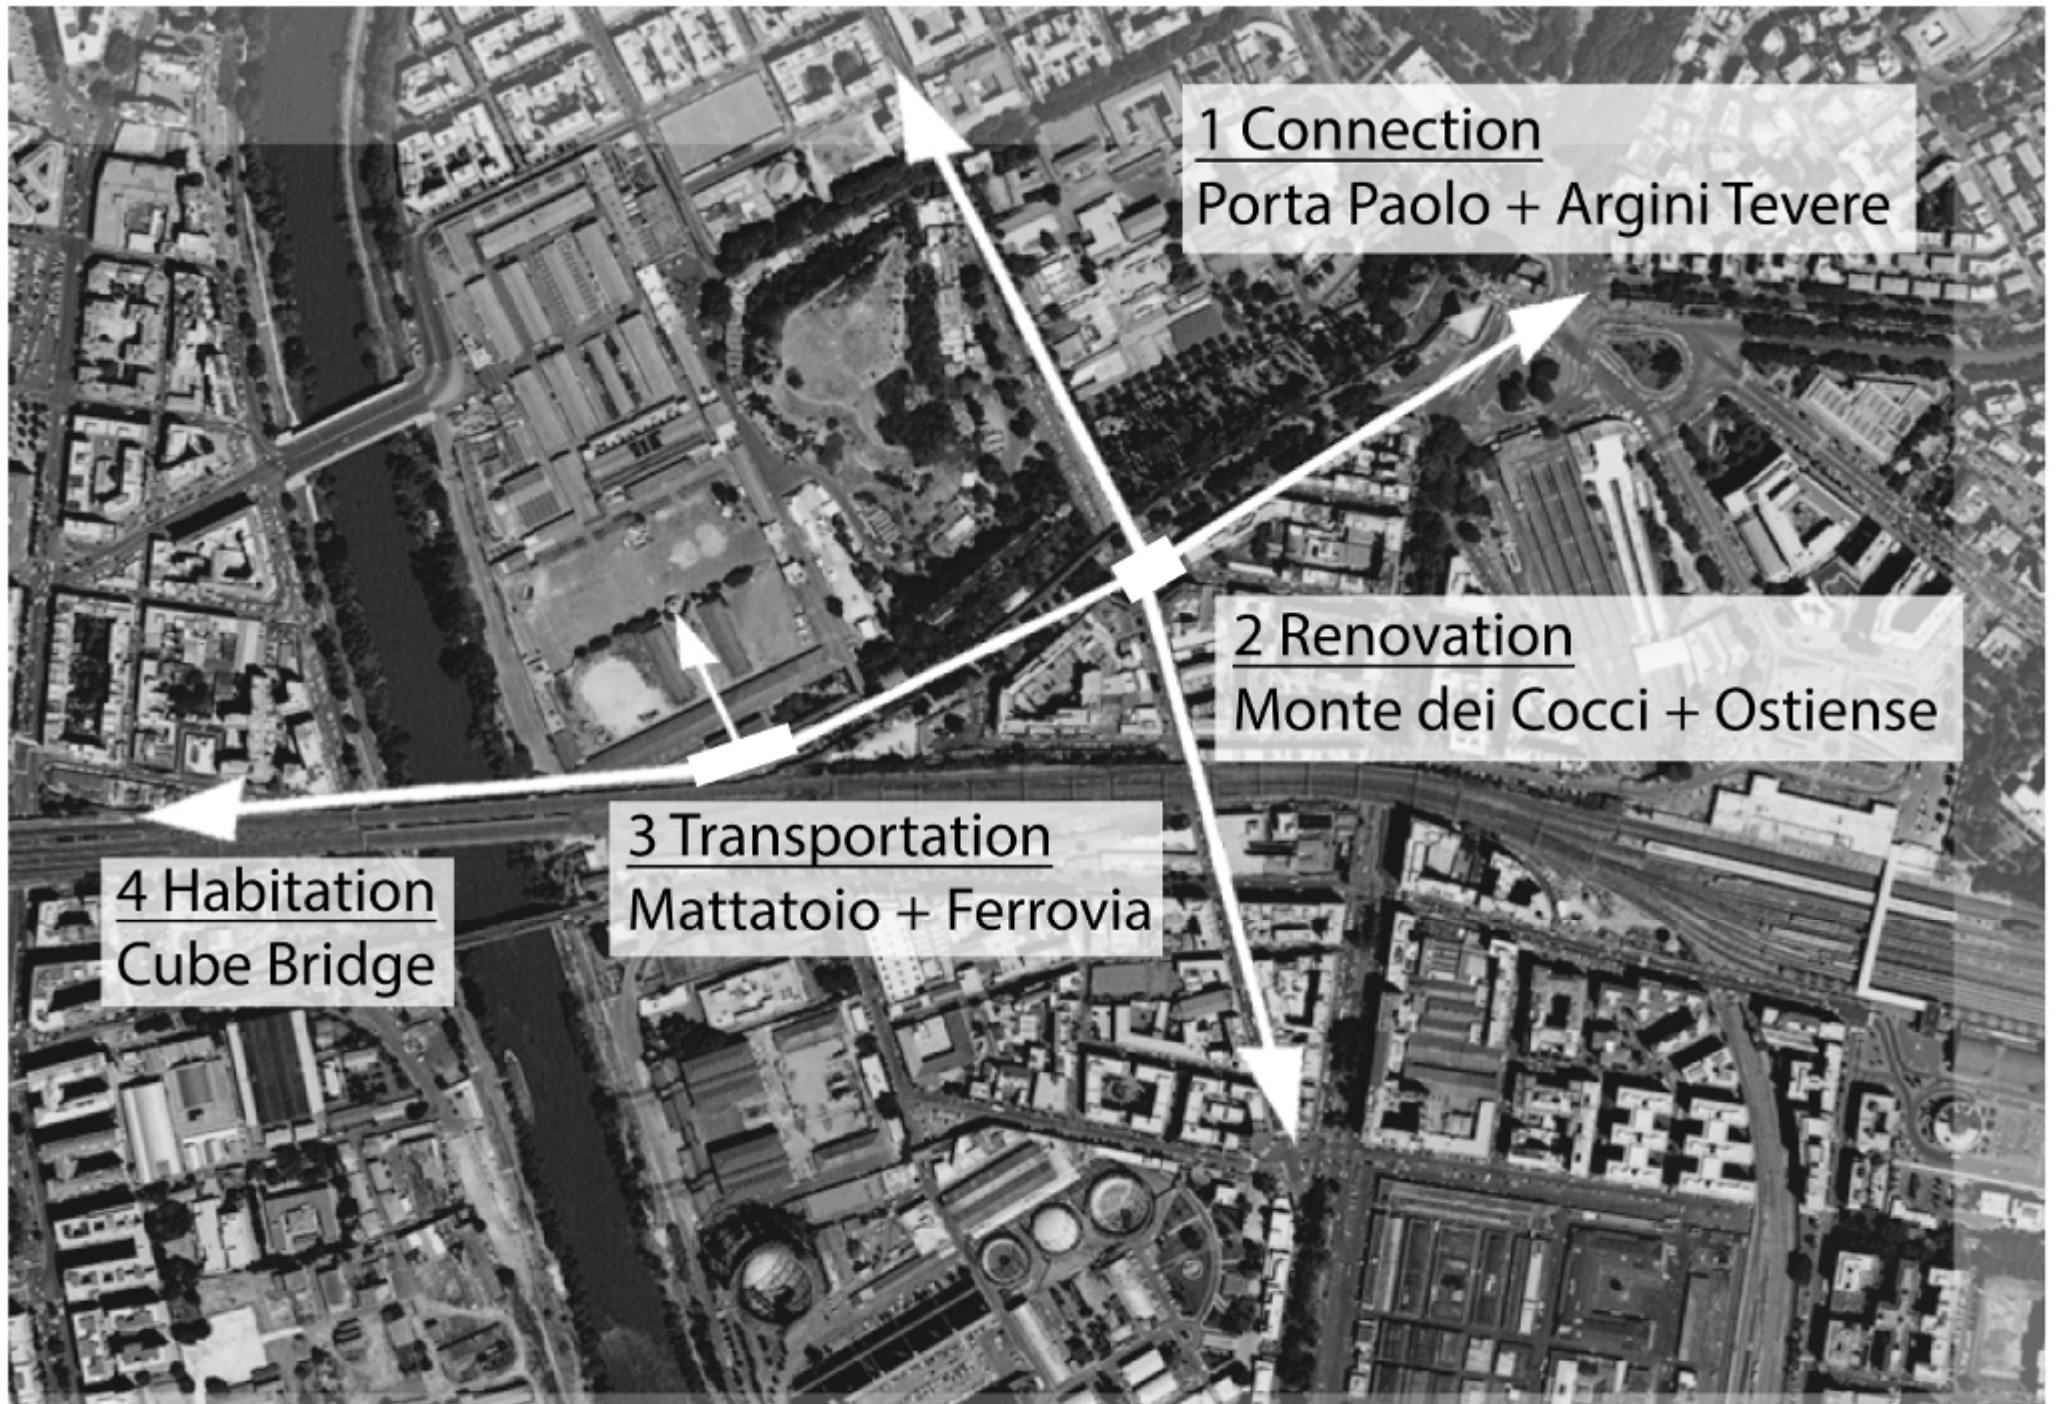 1 Connection
Porta Paolo + Argini Tevere
2 Renovation
Monte dei Cocci + Ostiense
3 Transportation
Mattatoio + Ferrovia
4 Habitation
Cube Bridge